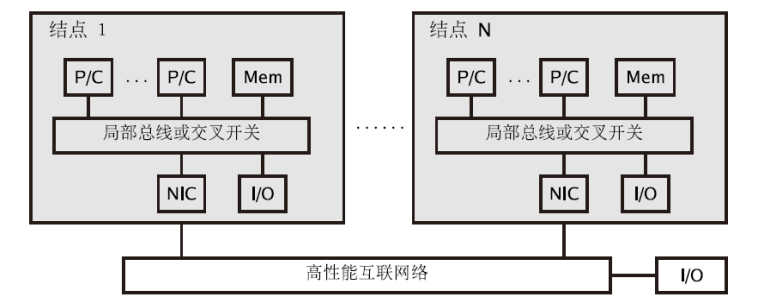 结点 1
P/C ... P/C Mem
局部总线或交叉开关
NIC I/O
......
结点 N
P/C ... P/C Mem
局部总线或交叉开关
NIC I/O
高性能互联网络
I/O